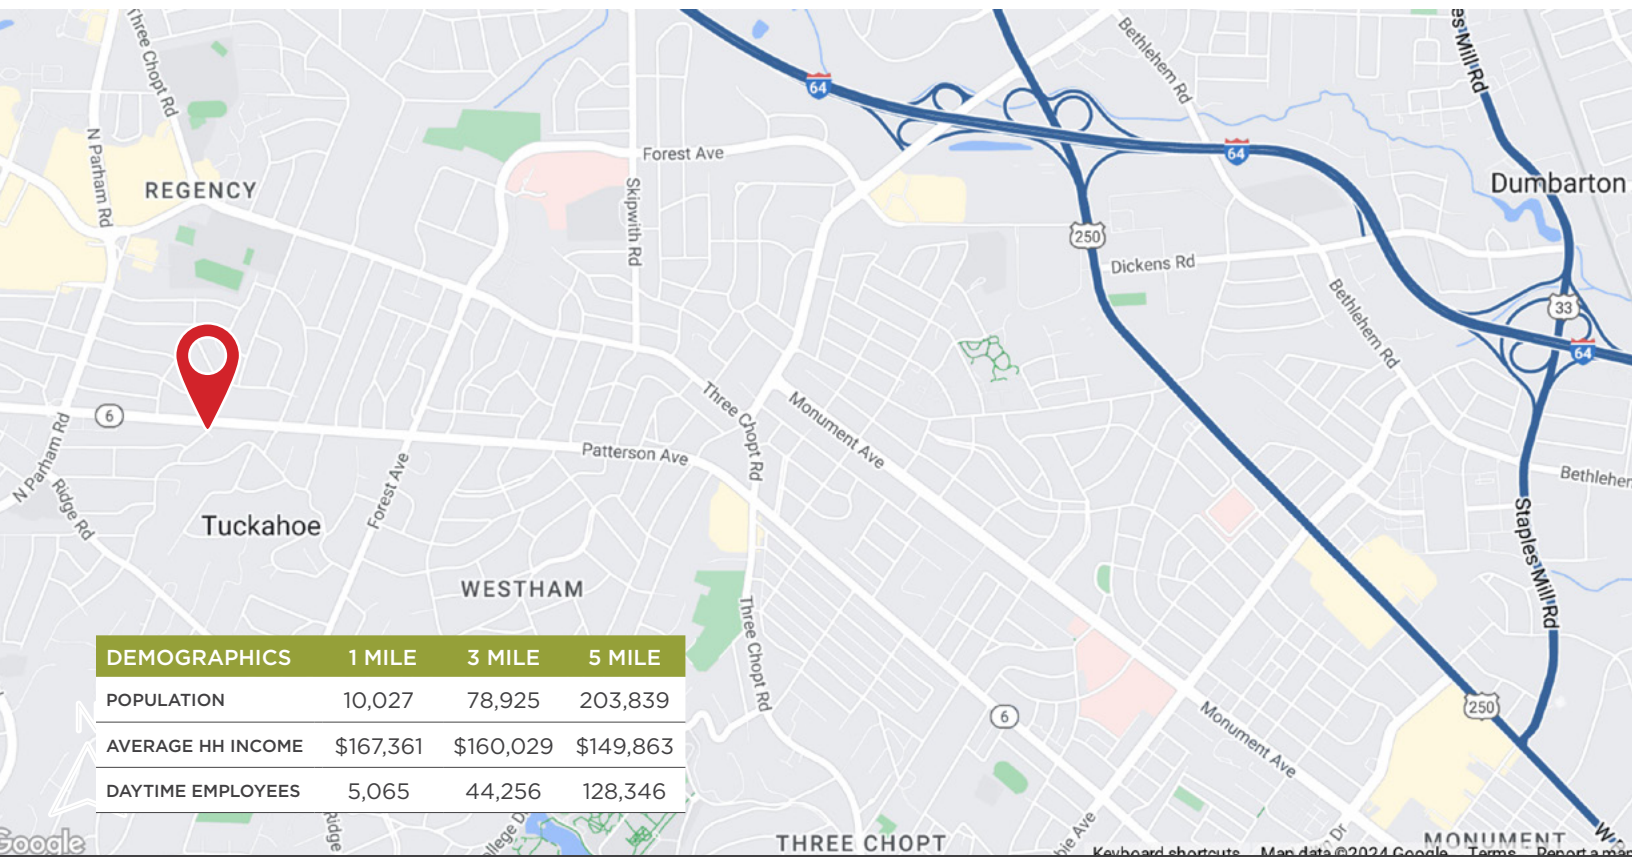 Three Chopt Rd
N Parham Rd
REGENCY
64
Forest Ave
Skipwith Rd
Bethlehem Rd
64
Staples Mill Rd
Dumbarton
250
Dickens Rd
Bethlehem Rd
33
64
6
N Parham Rd
Ridge Rd
Forest Ave
Patterson Ave
Three Chopt Rd
Monument Ave
Tuckahoe
WESTHAM
Bethlehem
Staples Mill Rd
Three Chopt Rd
DEMOGRAPHICS 1 MILE 3 MILE 5 MILE
POPULATION 10,027 78,925 203,839
AVERAGE HH INCOME $167,361 $160,029 $149,863
DAYTIME EMPLOYEES 5,065 44,256 128,346
6
Monument Ave
250
Ridge
THREE CHOPT
MONUMENT
Google
Keyboard shortcuts Map data ©2024 Google Terms Report a map